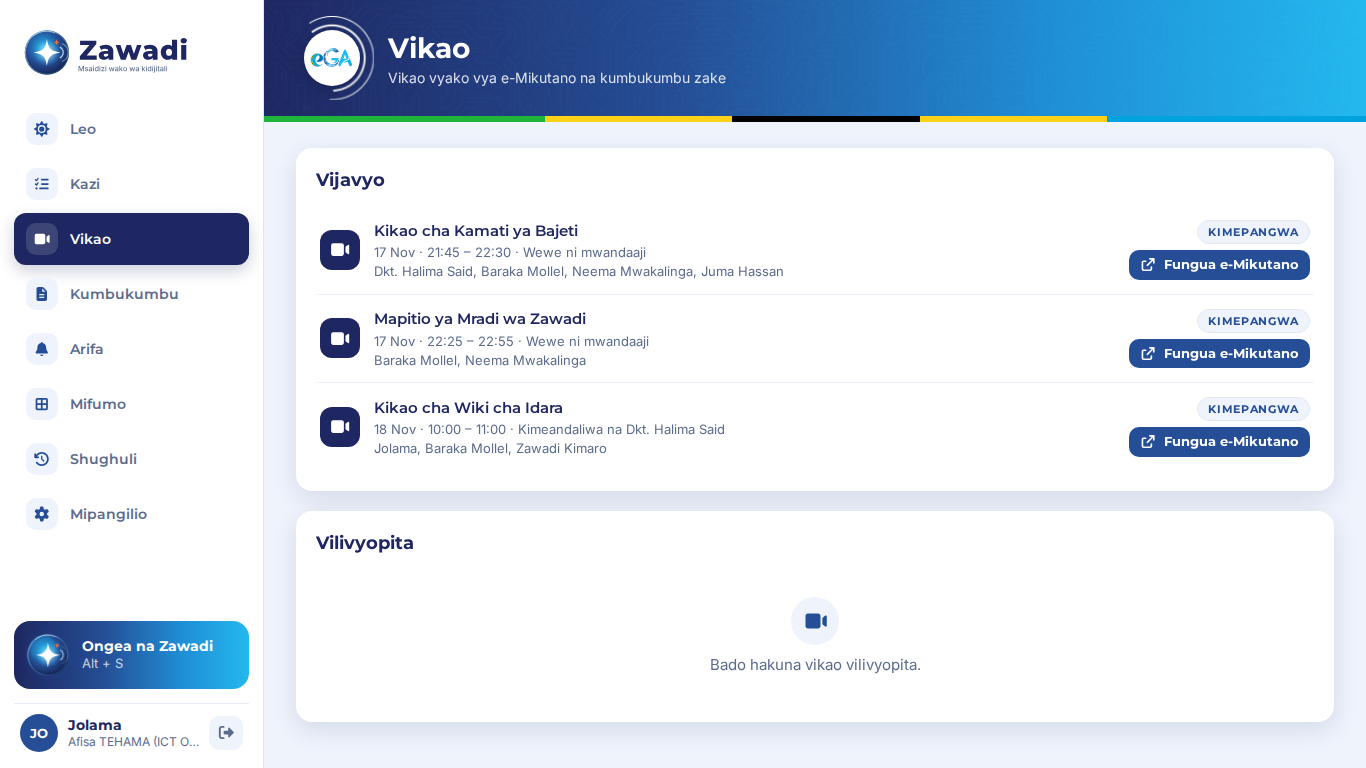 Zawadi
Msaidizi wako wa kidijitali
Leo
Kazi
Vikao
Kumbukumbu
Arifa
Mifumo
Shughuli
Mipangilio
Ongea na Zawadi
Alt + S
JO
Jolama
Afisa TEHAMA (ICT O...
eGA
Vikao
Vikao vyako vya e-Mikutano na kumbukumbu zake
Vijavyo
Kikao cha Kamati ya Bajeti
17 Nov · 21:45 – 22:30 · Wewe ni mwandaaji
Dkt. Halima Said, Baraka Mollel, Neema Mwakalinga, Juma Hassan
KIMEPANGWA
Fungua e-Mikutano
Mapitio ya Mradi wa Zawadi
17 Nov · 22:25 – 22:55 · Wewe ni mwandaaji
Baraka Mollel, Neema Mwakalinga
KIMEPANGWA
Fungua e-Mikutano
Kikao cha Wiki cha Idara
18 Nov · 10:00 – 11:00 · Kimeandaliwa na Dkt. Halima Said
Jolama, Baraka Mollel, Zawadi Kimaro
KIMEPANGWA
Fungua e-Mikutano
Vilivyopita
Bado hakuna vikao vilivyopita.